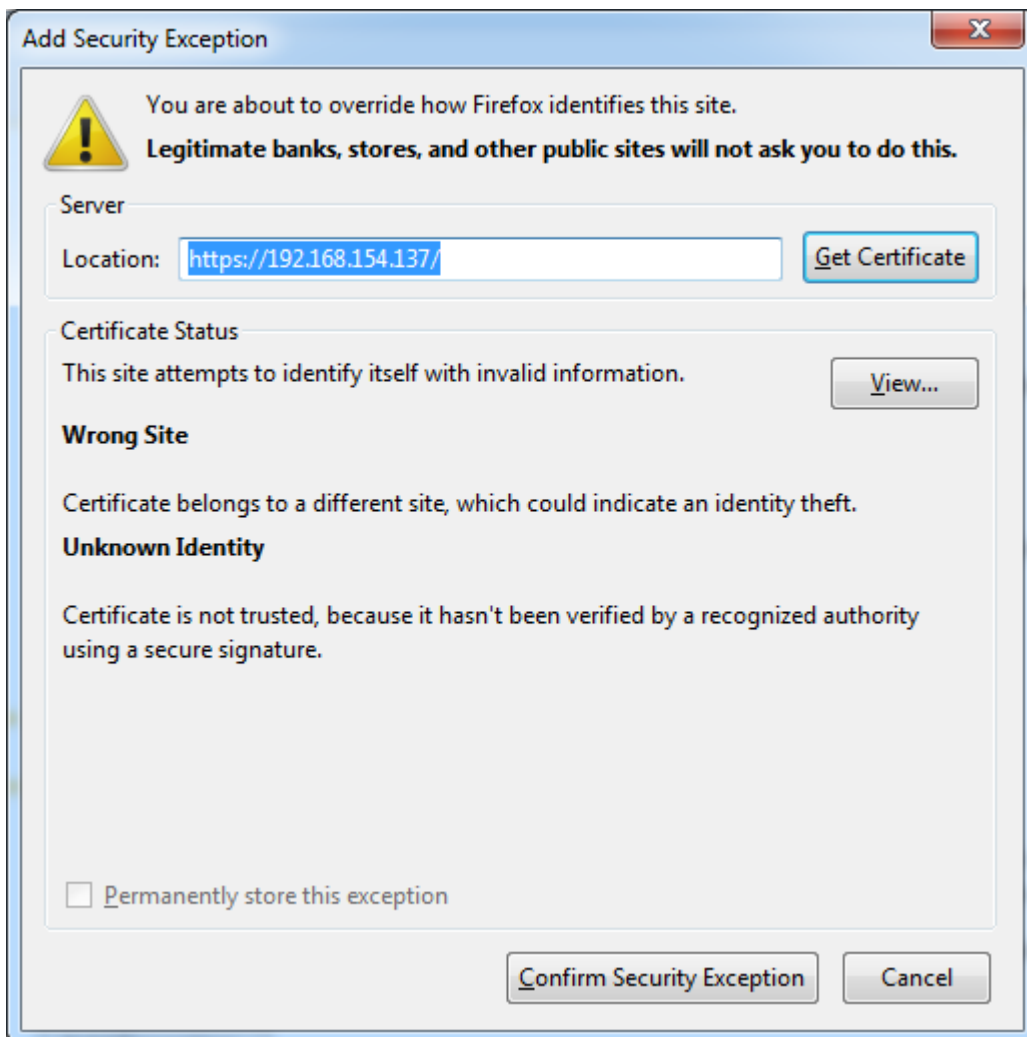 Add Security Exception
You are about to override how Firefox identifies this site.
Legitimate banks, stores, and other public sites will not ask you to do this.
Server
Location: https://192.168.154.137/ Get Certificate
Certificate Status
This site attempts to identify itself with invalid information.
View...
Wrong Site
Certificate belongs to a different site, which could indicate an identity theft.
Unknown Identity
Certificate is not trusted, because it hasn't been verified by a recognized authority
using a secure signature.
Permanently store this exception
Confirm Security Exception Cancel